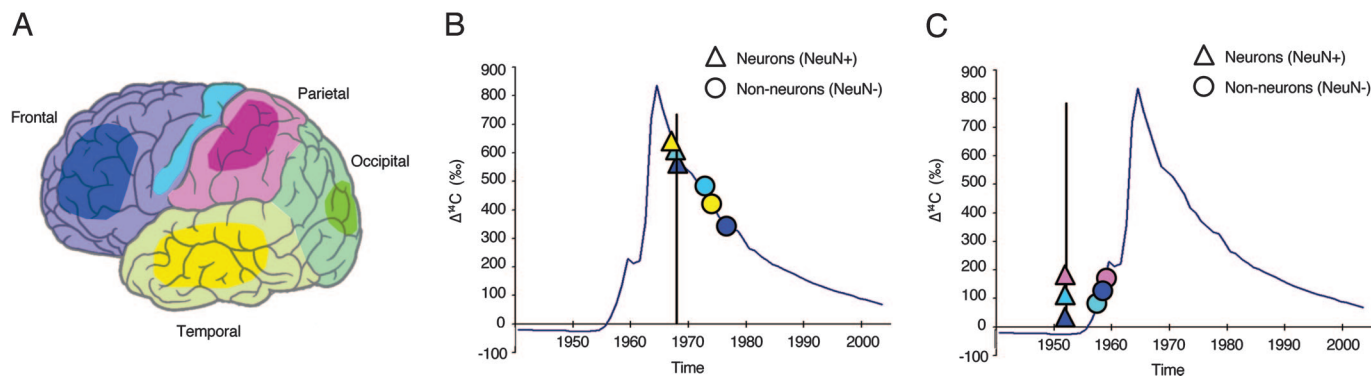 A
Frontal
Parietal
Occipital
Temporal
B
Neurons (NeuN+)
Non-neurons (NeuN-)
900
800
700
600
500
400
300
200
100
0
-100
Δ¹⁴C (‰)
1950 1960 1970 1980 1990 2000
Time
C
Neurons (NeuN+)
Non-neurons (NeuN-)
900
800
700
600
500
400
300
200
100
0
-100
Δ¹⁴C (‰)
1950 1960 1970 1980 1990 2000
Time